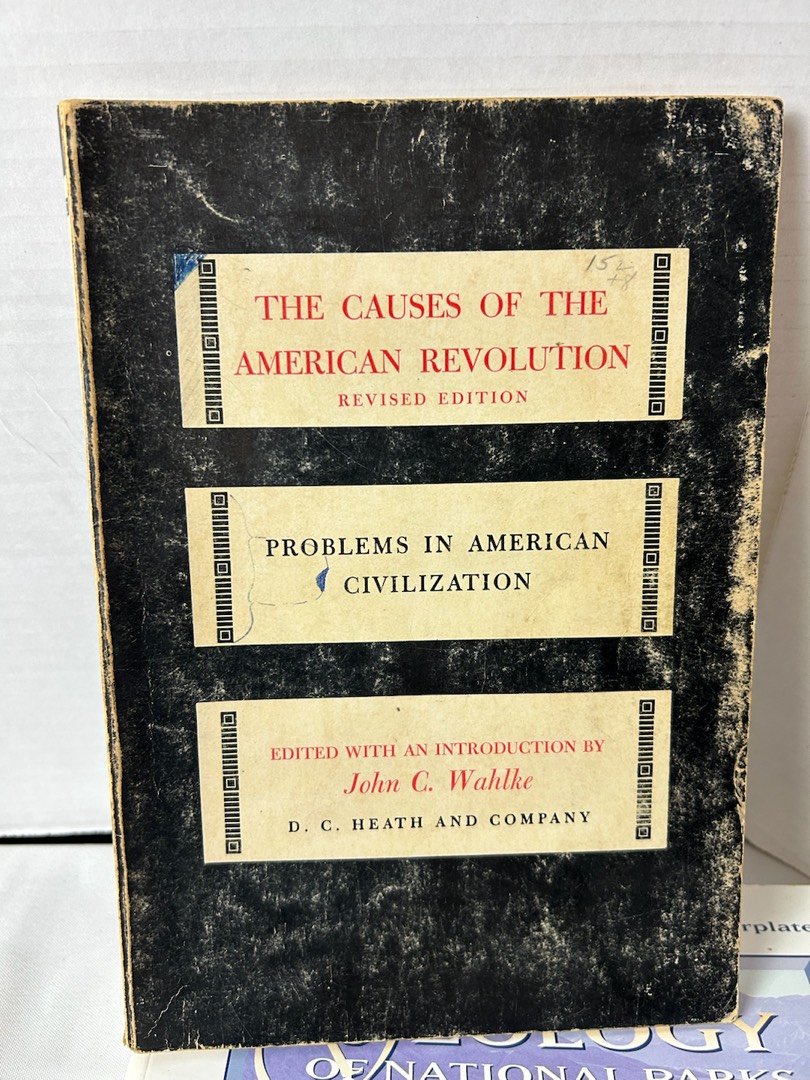 THE CAUSES OF THE
AMERICAN REVOLUTION
REVISED EDITION
PROBLEMS IN AMERICAN
CIVILIZATION
EDITED WITH AN INTRODUCTION BY
John C. Wahlke
D. C. HEATH AND COMPANY
OF NATIONAL PARKS